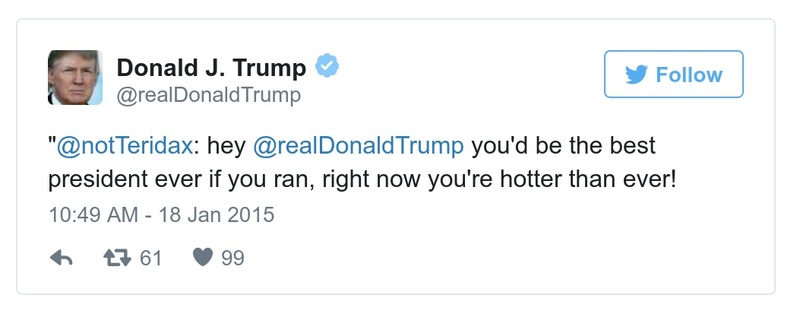 Donald J. Trump
@realDonaldTrump
Follow
"@notTeridax: hey @realDonaldTrump you'd be the best
president ever if you ran, right now you're hotter than ever!
10:49 AM - 18 Jan 2015
61 99